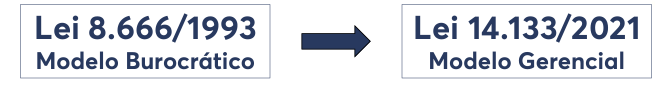 Lei 8.666/1993
Modelo Burocrático
Lei 14.133/2021
Modelo Gerencial